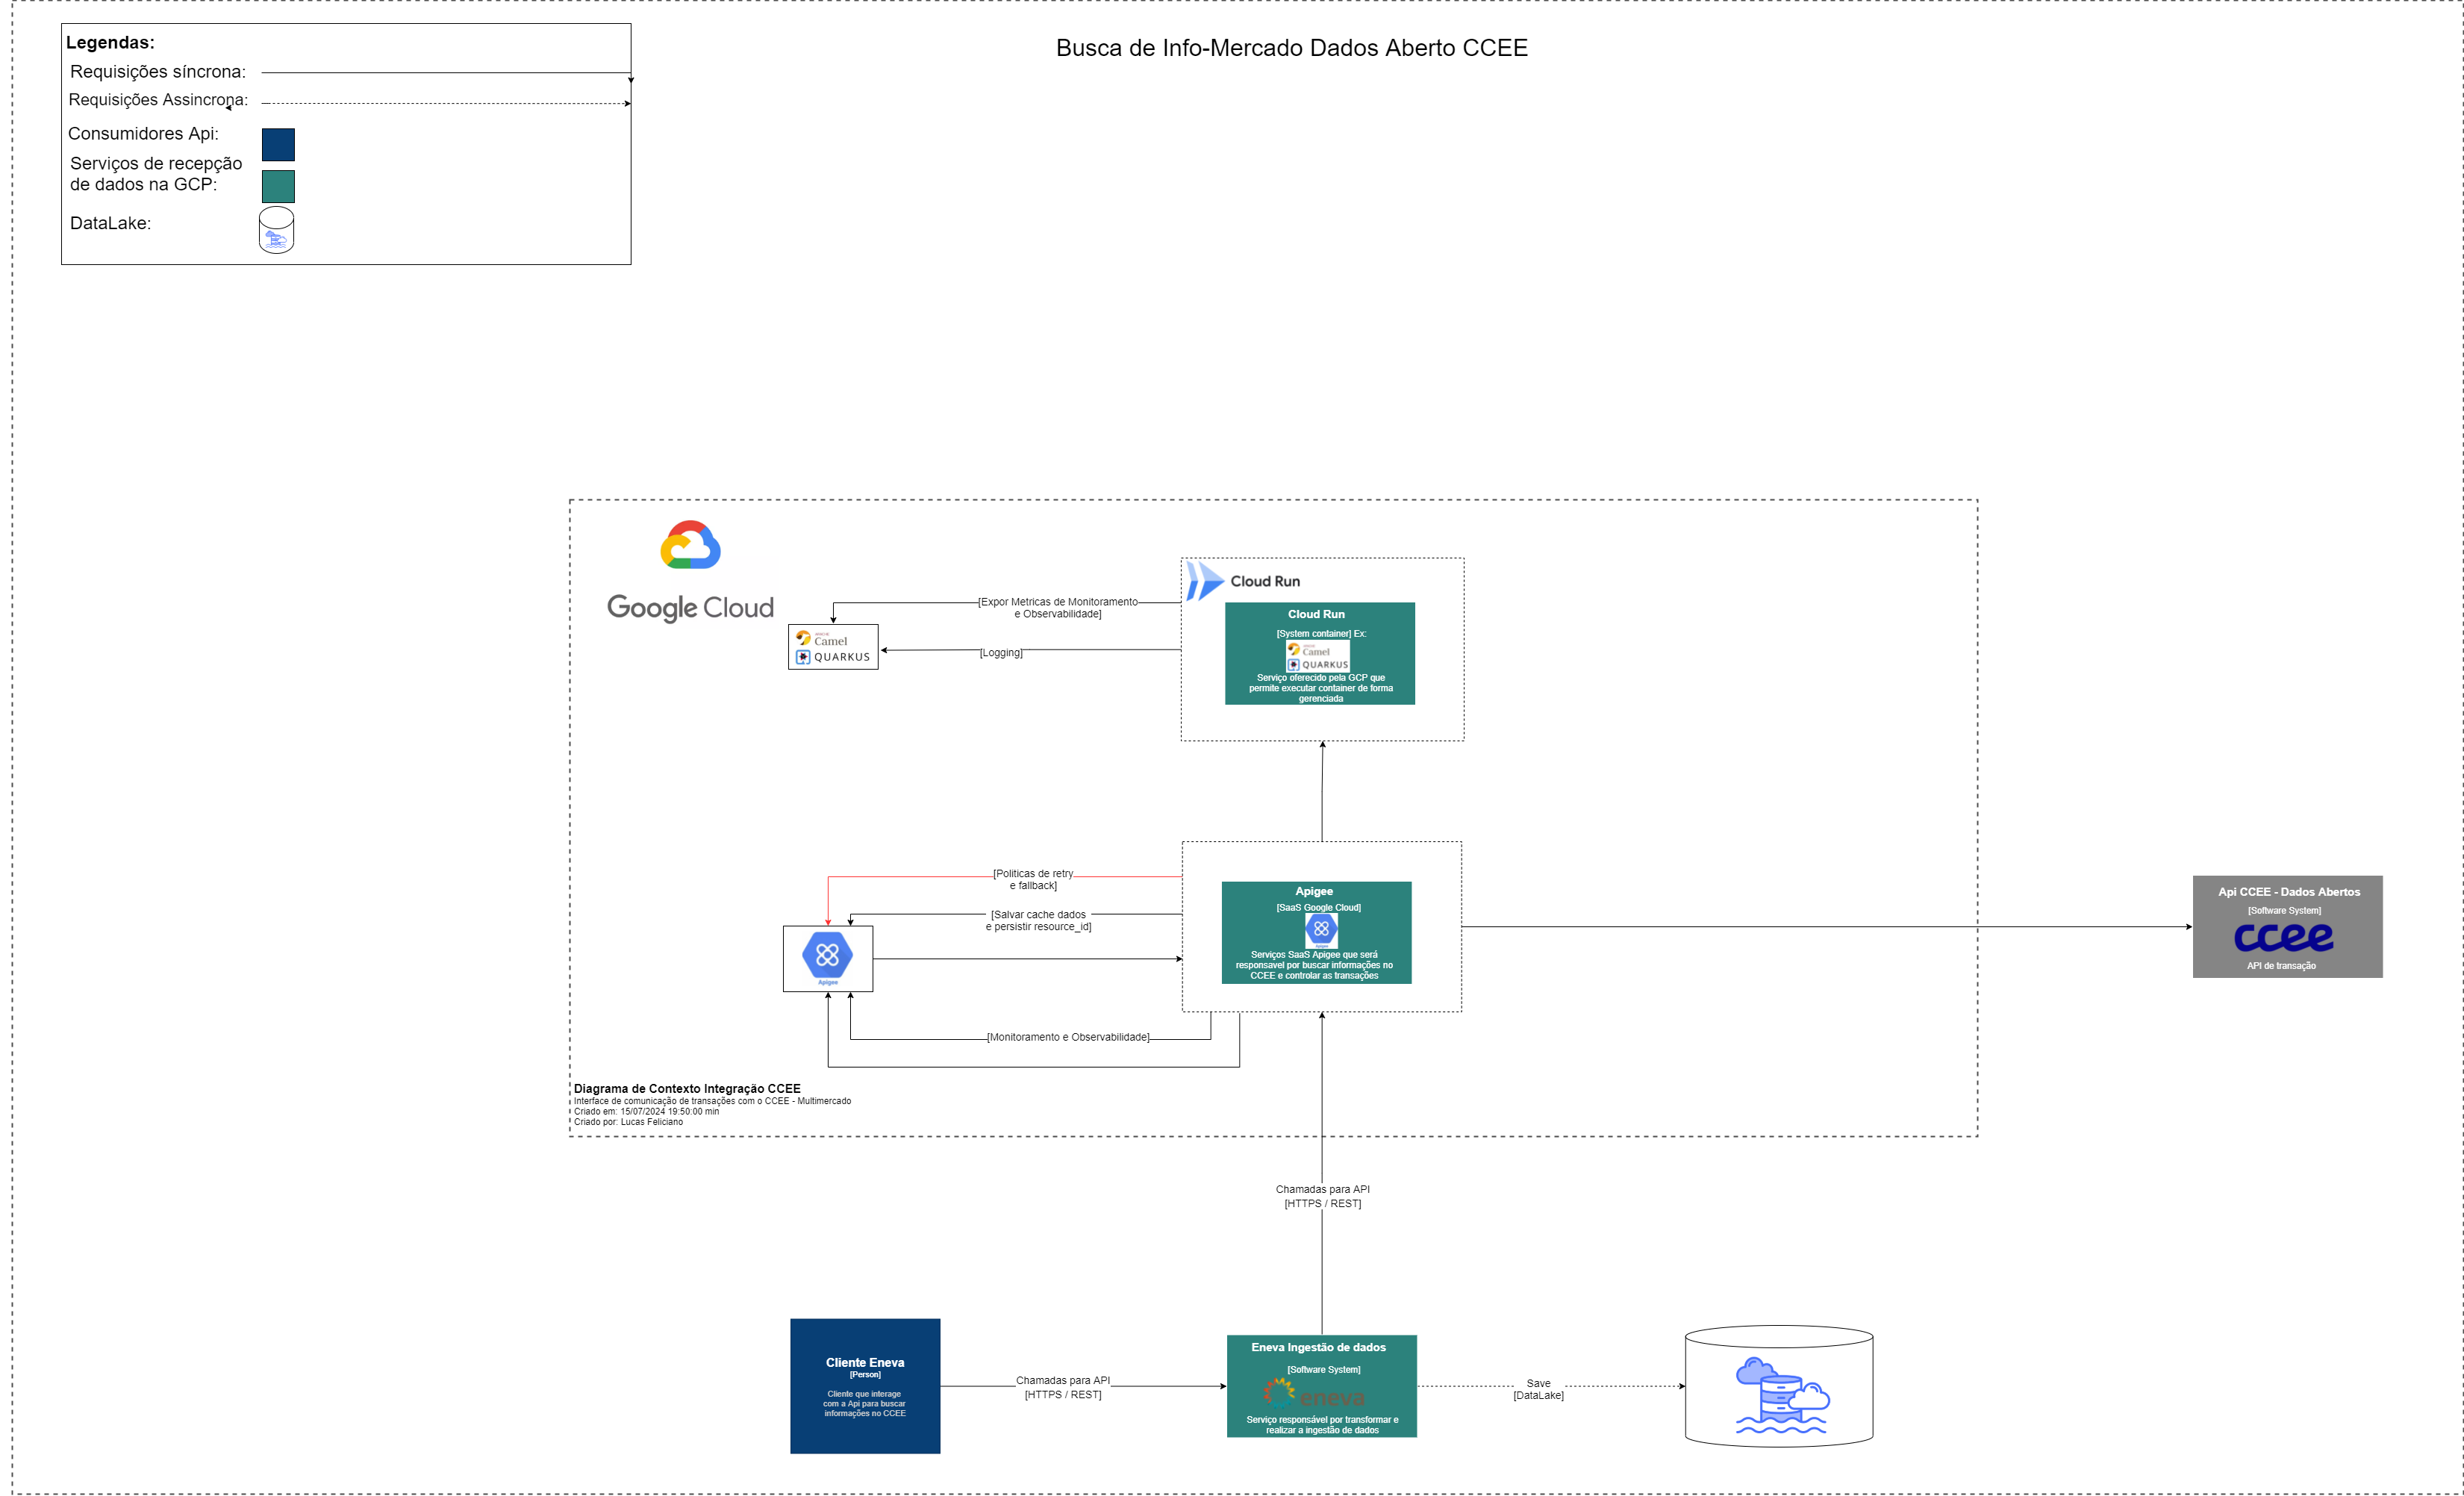 Legendas:
Requisições síncrona:
Requisições Assincrona:
Consumidores Api:
Serviços de recepção
de dados na GCP:
DataLake:
Busca de Info-Mercado Dados Aberto CCEE
Google Cloud
Cloud Run
[Expor Metricas de Monitoramento
e Observabilidade]
APACHE
Camel
QUARKUS
[Logging]
Cloud Run
[System container] Ex:
APACHE
Camel
QUARKUS
Serviço oferecido pela GCP que
permite executar container de forma
gerenciada
[Politicas de retry
e fallback]
[Salvar cache dados
e persistir resource_id]
Apigee
Apigee
[SaaS Google Cloud]
Apigee
Serviços SaaS Apigee que será
responsavel por buscar informações no
CCEE e controlar as transações
Api CCEE - Dados Abertos
[Software System]
ccee
API de transação
[Monitoramento e Observabilidade]
Diagrama de Contexto Integração CCEE
Interface de comunicação de transações com o CCEE - Multimercado
Criado em: 15/07/2024 19:50:00 min
Criado por: Lucas Feliciano
Chamadas para API
[HTTPS / REST]
Cliente Eneva
[Person]
Cliente que interage
com a Api para buscar
informações no CCEE
Chamadas para API
[HTTPS / REST]
Eneva Ingestão de dados
[Software System]
eneva
Serviço responsável por transformar e
realizar a ingestão de dados
Save
[DataLake]